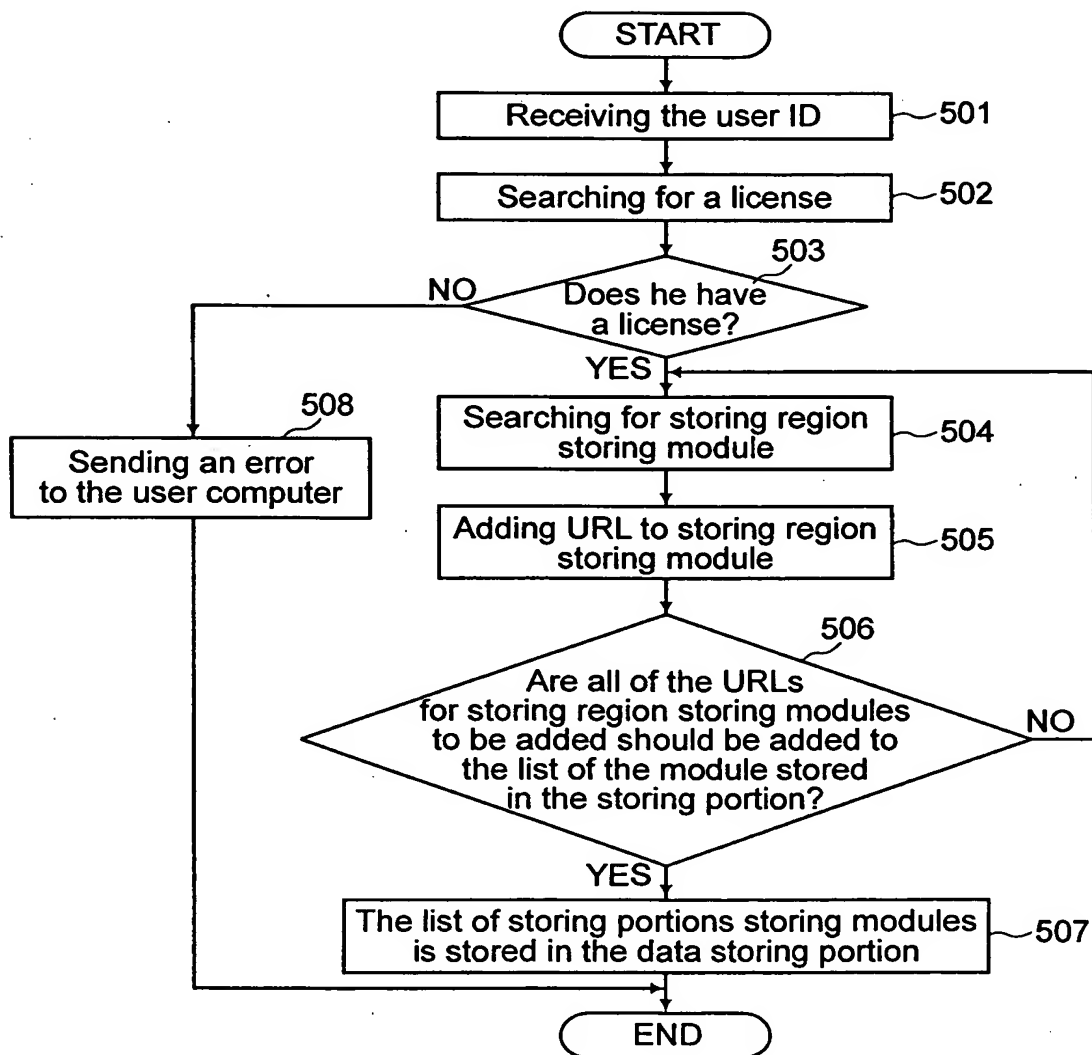 START
Receiving the user ID
501
Searching for a license
502
503
Does he have
a license?
NO
YES
508
Sending an error
to the user computer
Searching for storing region
storing module
504
Adding URL to storing region
storing module
505
506
Are all of the URLs
for storing region storing modules
to be added should be added to
the list of the module stored
in the storing portion?
NO
YES
The list of storing portions storing modules
is stored in the data storing portion
507
END